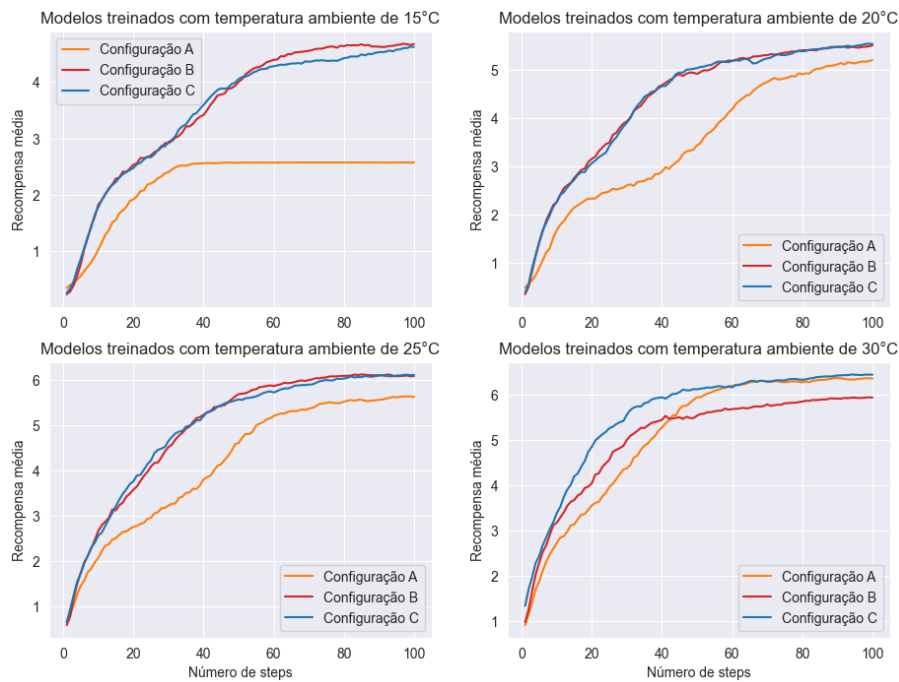 Modelos treinados com temperatura ambiente de 15°C
Configuração A
Configuração B
Configuração C
Recompensa média
4
3
2
1
0
20
40
60
80
100
Modelos treinados com temperatura ambiente de 20°C
Recompensa média
5
4
3
2
1
Configuração A
Configuração B
Configuração C
0
20
40
60
80
100
Modelos treinados com temperatura ambiente de 25°C
Recompensa média
6
5
4
3
2
1
Configuração A
Configuração B
Configuração C
0
20
40
60
80
100
Número de steps
Modelos treinados com temperatura ambiente de 30°C
Recompensa média
6
5
4
3
2
1
Configuração A
Configuração B
Configuração C
0
20
40
60
80
100
Número de steps